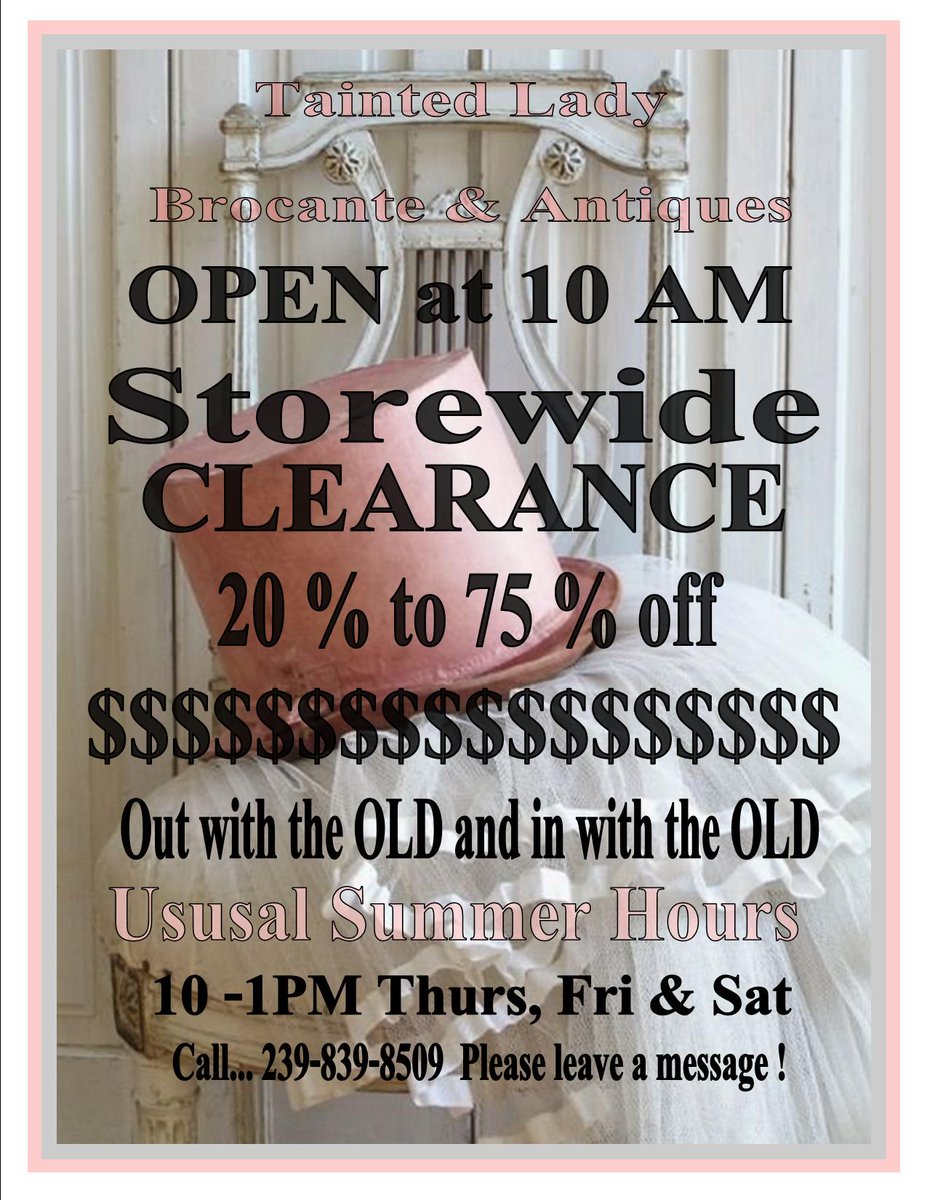 Tainted Lady
Brocante & Antiques
OPEN at 10 AM
Storewide
CLEARANCE
20 % to 75 % off
$$$$$$$$$$$$$$$$$$
Out with the OLD and in with the OLD
Ususal Summer Hours
10 -1PM Thurs, Fri & Sat
Call... 239-839-8509 Please leave a message !